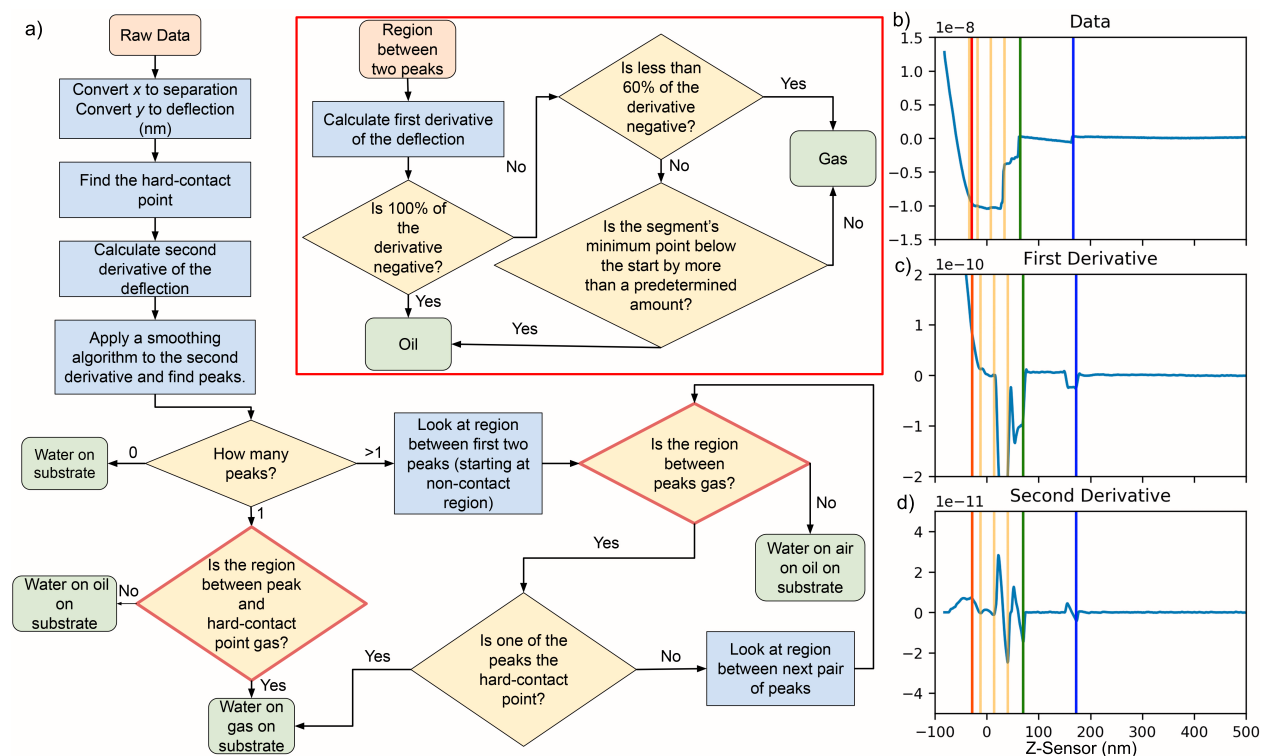 a)
Raw Data
Convert x to separation
Convert y to deflection
(nm)
Find the hard-contact
point
Calculate second
derivative of the
deflection
Apply a smoothing
algorithm to the second
derivative and find peaks.
How many
peaks?
0
Water on
substrate
>1
1
Look at region
between first two
peaks (starting at
non-contact
region)
Is the region
between
peaks gas?
No
Water on air
on oil on
substrate
Yes
Is the region
between peak
and
hard-contact
point gas?
No
Water on oil
on
substrate
Yes
Water on
gas on
substrate
Is one of the
peaks the
hard-contact
point?
Yes
No
Look at region
between next pair
of peaks
Region
between
two peaks
Calculate first derivative
of the deflection
Is 100% of
the
derivative
negative?
No
Yes
Oil
Is less than
60% of the
derivative
negative?
Yes
Gas
No
Is the segment's
minimum point below
the start by more
than a predetermined
amount?
No
Yes
b)
Data
1e−8
1.5
1.0
0.5
0.0
−0.5
−1.0
−1.5
c)
First Derivative
1e−10
2
1
0
−1
−2
d)
Second Derivative
1e−11
4
2
0
−2
−4
−100 0 100 200 300 400 500
Z-Sensor (nm)